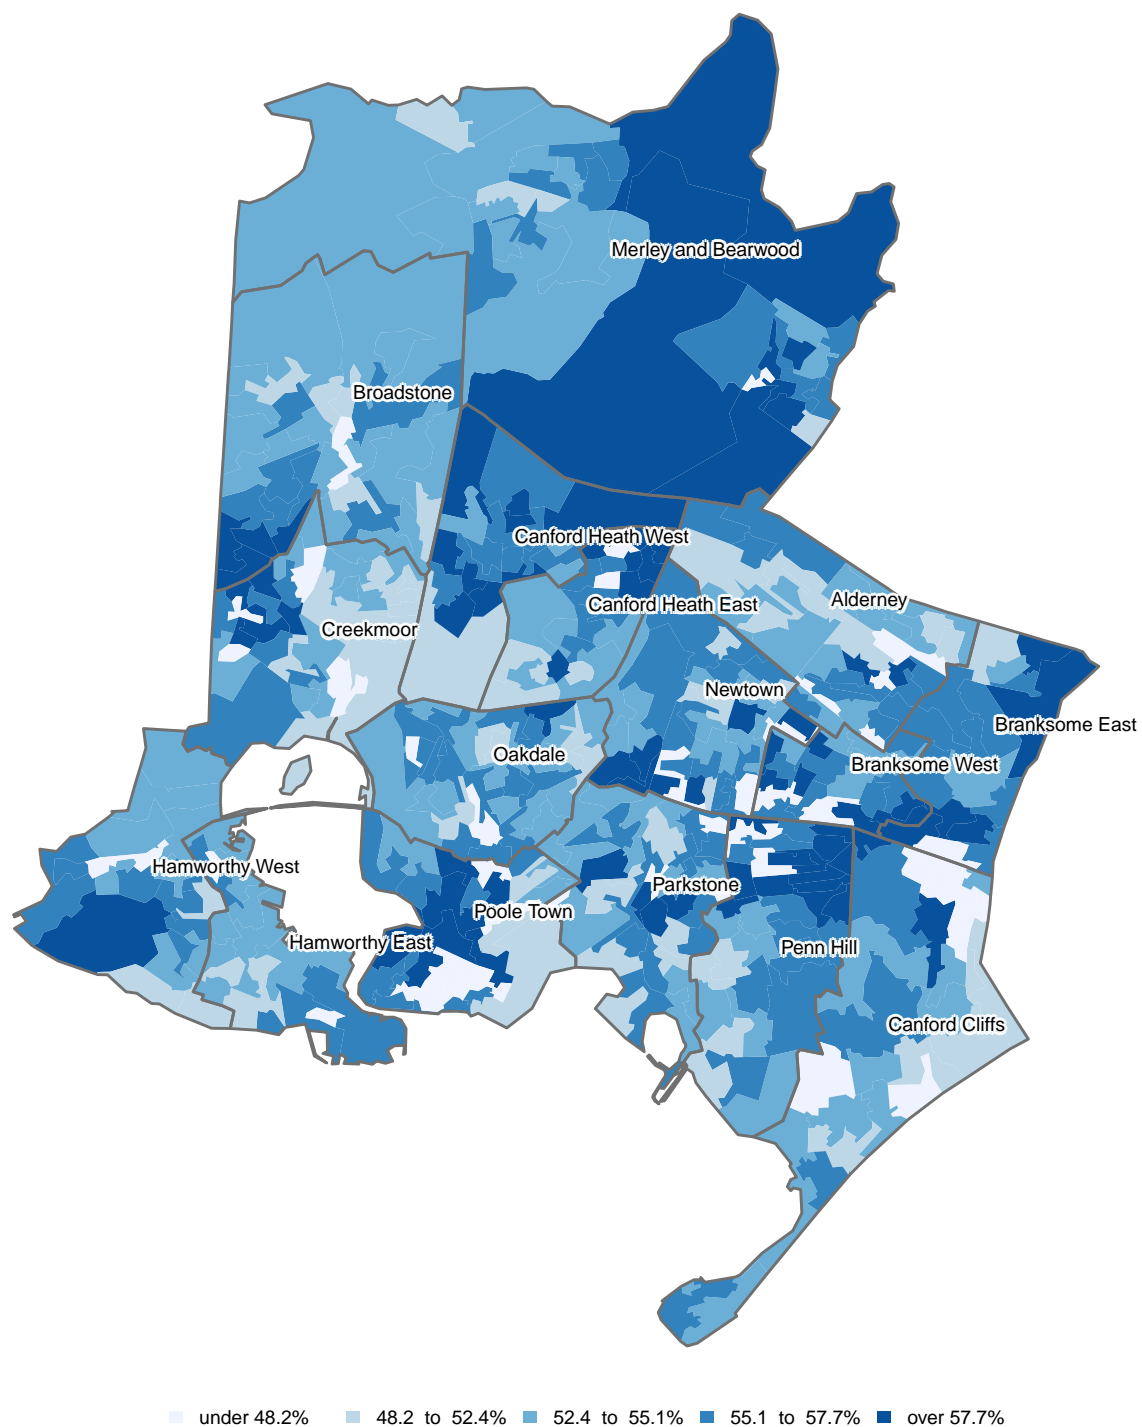 Merley and Bearwood
Broadstone
Canford Heath West
Canford Heath East
Alderney
Creekmoor
Newtown
Branksome East
Oakdale
Branksome West
Hamworthy West
Parkstone
Poole Town
Hamworthy East
Penn Hill
Canford Cliffs
under 48.2% 48.2 to 52.4% 52.4 to 55.1% 55.1 to 57.7% over 57.7%